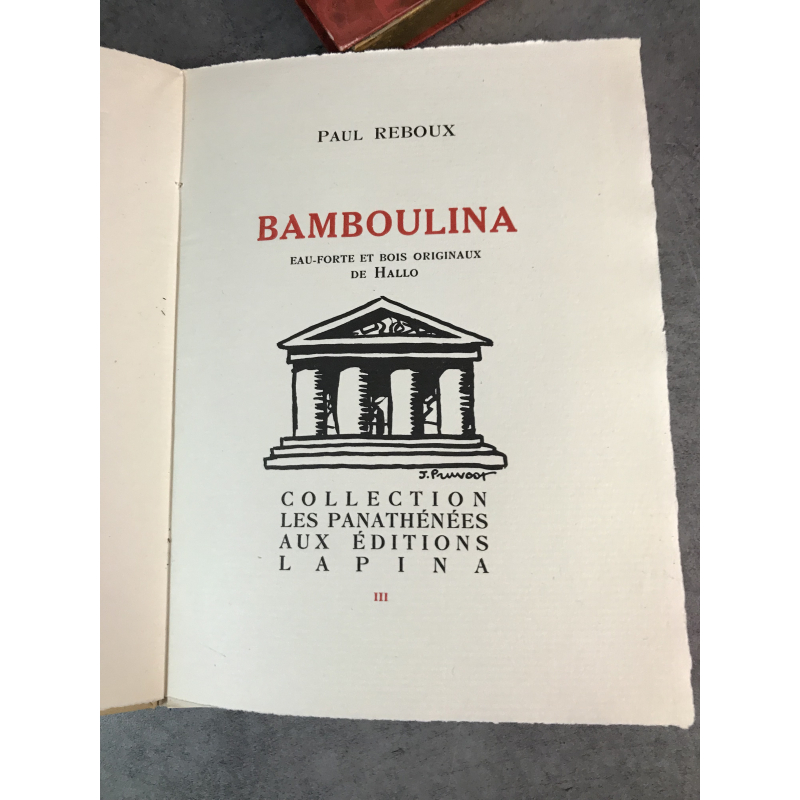 PAUL REBOUX
BAMBOULINA
EAU-FORTE ET BOIS ORIGINAUX
DE HALLO
J. Pruvost
COLLECTION
LES PANATHÉNÉES
AUX ÉDITIONS
LAPINA
III